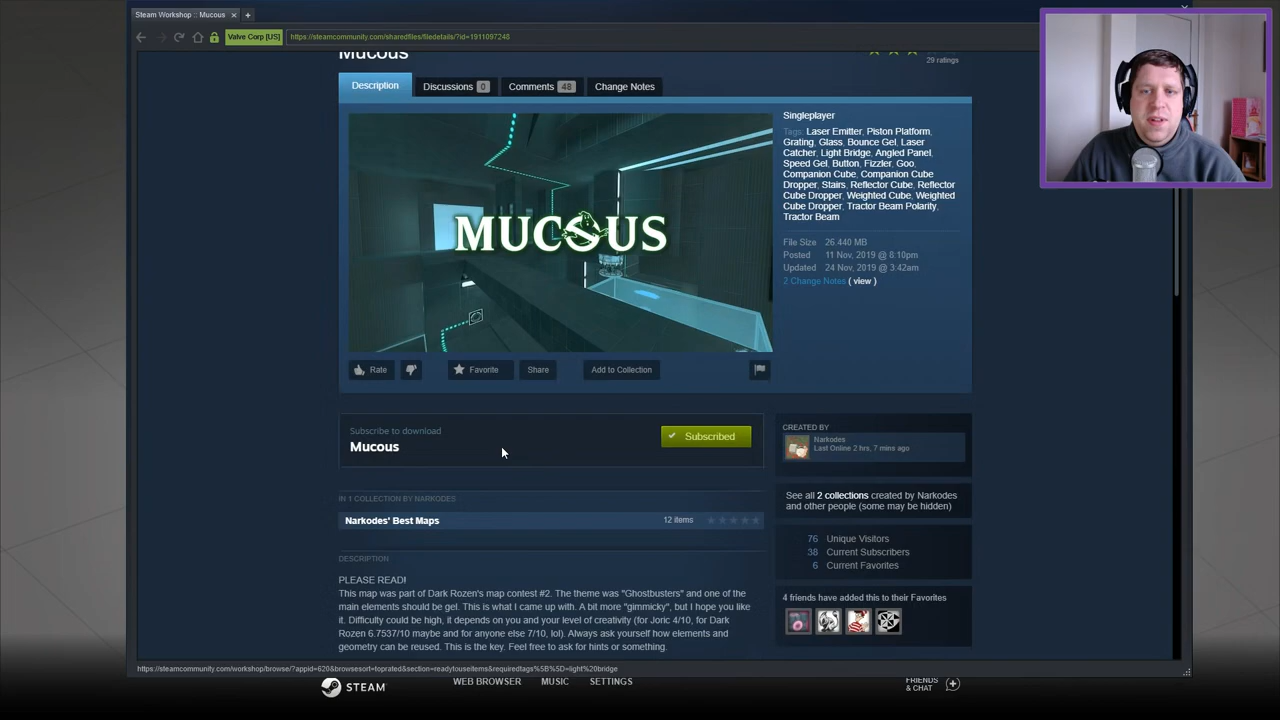 Steam Workshop :: Mucous
Valve Corp [US]
https://steamcommunity.com/sharedfiles/filedetails/?id=1911097248
Mucous
29 ratings
Description
Discussions 0
Comments 48
Change Notes
MUCOUS
Singleplayer
Tags: Laser Emitter, Piston Platform,
Grating, Glass, Bounce Gel, Laser
Catcher, Light Bridge, Angled Panel,
Speed Gel, Button, Fizzler, Goo,
Companion Cube, Companion Cube
Dropper, Stairs, Reflector Cube, Reflector
Cube Dropper, Weighted Cube, Weighted
Cube Dropper, Tractor Beam Polarity,
Tractor Beam
File Size 26.440 MB
Posted 11 Nov, 2019 @ 8:10pm
Updated 24 Nov, 2019 @ 3:42am
2 Change Notes ( view )
Rate
Favorite
Share
Add to Collection
Subscribe to download
Mucous
Subscribed
CREATED BY
Narkodes
Last Online 2 hrs, 7 mins ago
IN 1 COLLECTION BY NARKODES
Narkodes' Best Maps
12 items
See all 2 collections created by Narkodes
and other people (some may be hidden)
DESCRIPTION
PLEASE READ!
This map was part of Dark Rozen's map contest #2. The theme was "Ghostbusters" and one of the
main elements should be gel. This is what I came up with. A bit more "gimmicky", but I hope you like
it. Difficulty could be high, it depends on you and your level of creativity (for Joric 4/10, for Dark
Rozen 6.7537/10 maybe and for anyone else 7/10, lol). Always ask yourself how elements and
geometry can be reused. This is the key. Feel free to ask for hints or something.
76 Unique Visitors
38 Current Subscribers
6 Current Favorites
4 friends have added this to their Favorites
https://steamcommunity.com/workshop/browse/?appid=620&browsesort=toprated&section=readytouseitems&requiredtags%5B%5D=light%20bridge
STEAM
WEB BROWSER
MUSIC
SETTINGS
FRIENDS
& CHAT